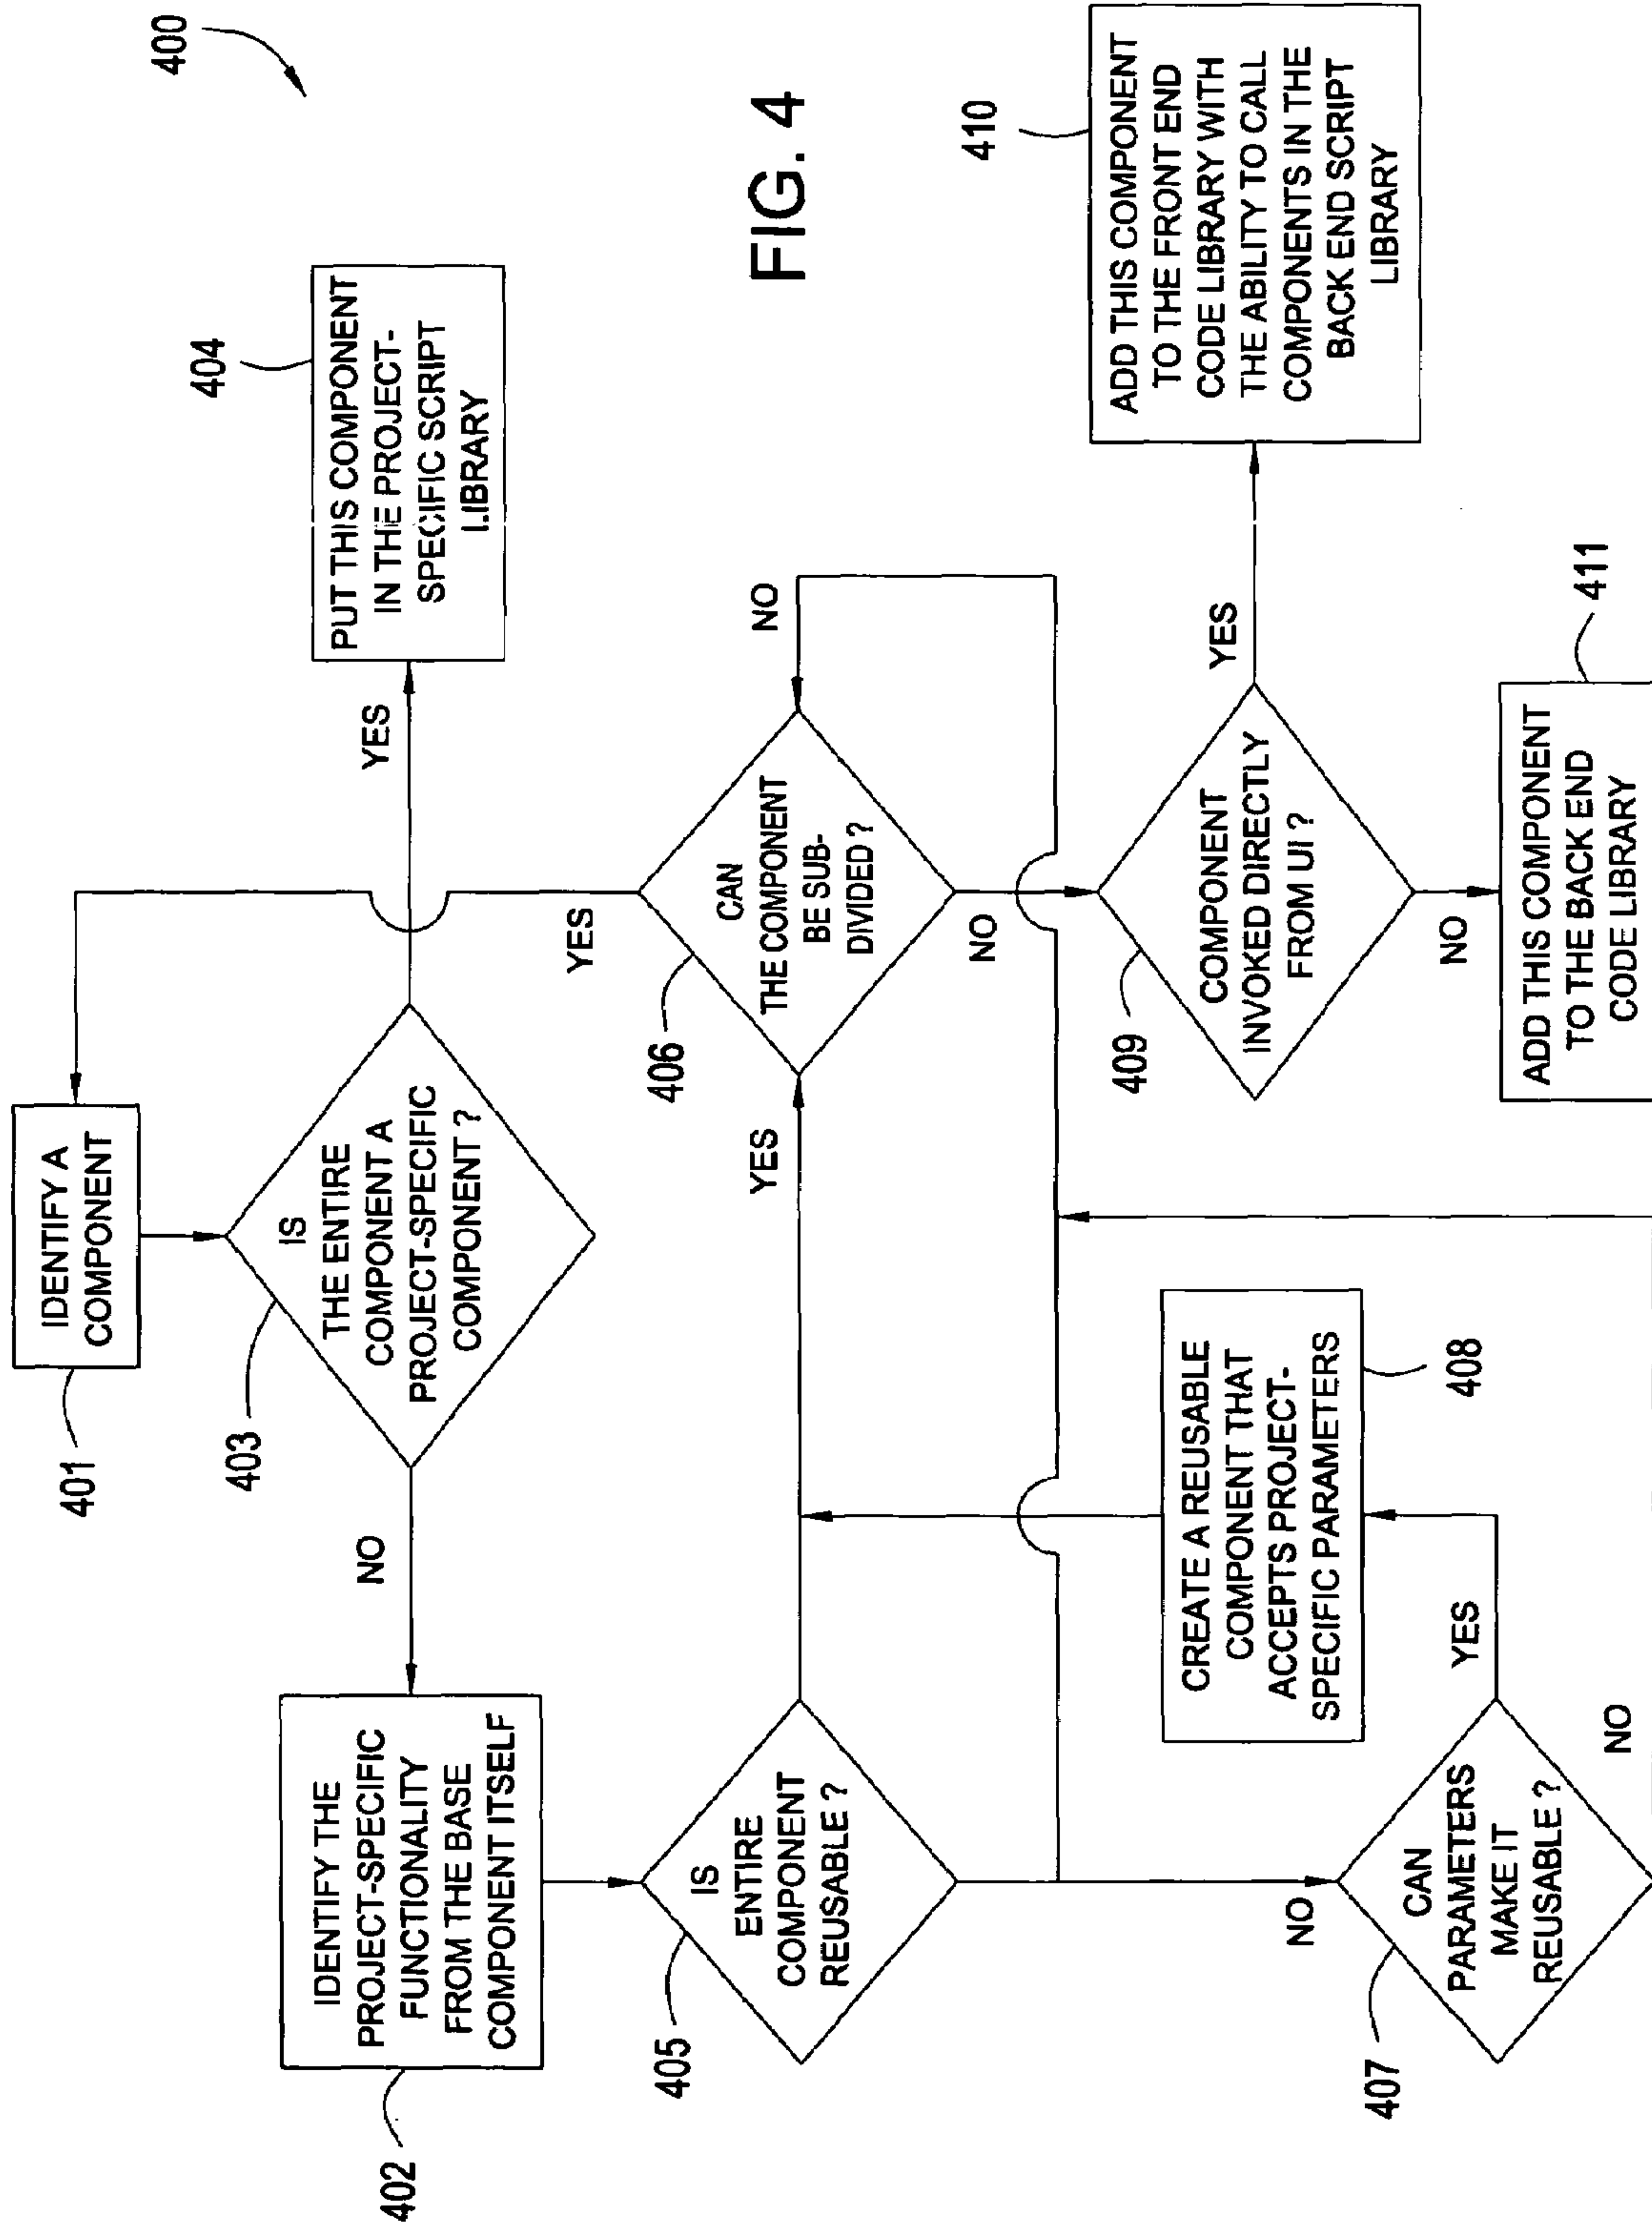 400
401
IDENTIFY A
COMPONENT
403
IS
THE ENTIRE
COMPONENT A
PROJECT-SPECIFIC
COMPONENT ?
YES
404
PUT THIS COMPONENT
IN THE PROJECT-
SPECIFIC SCRIPT
LIBRARY
NO
402
IDENTIFY THE
PROJECT-SPECIFIC
FUNCTIONALITY
FROM THE BASE
COMPONENT ITSELF
405
IS
ENTIRE
COMPONENT
REUSABLE ?
YES
406
CAN
THE COMPONENT
BE SUB-
DIVIDED ?
YES
NO
NO
FIG. 4
NO
407
CAN
PARAMETERS
MAKE IT
REUSABLE ?
YES
NO
408
CREATE A REUSABLE
COMPONENT THAT
ACCEPTS PROJECT-
SPECIFIC PARAMETERS
409
COMPONENT
INVOKED DIRECTLY
FROM UI ?
YES
410
ADD THIS COMPONENT
TO THE FRONT END
CODE LIBRARY WITH
THE ABILITY TO CALL
COMPONENTS IN THE
BACK END SCRIPT
LIBRARY
NO
411
ADD THIS COMPONENT
TO THE BACK END
CODE LIBRARY